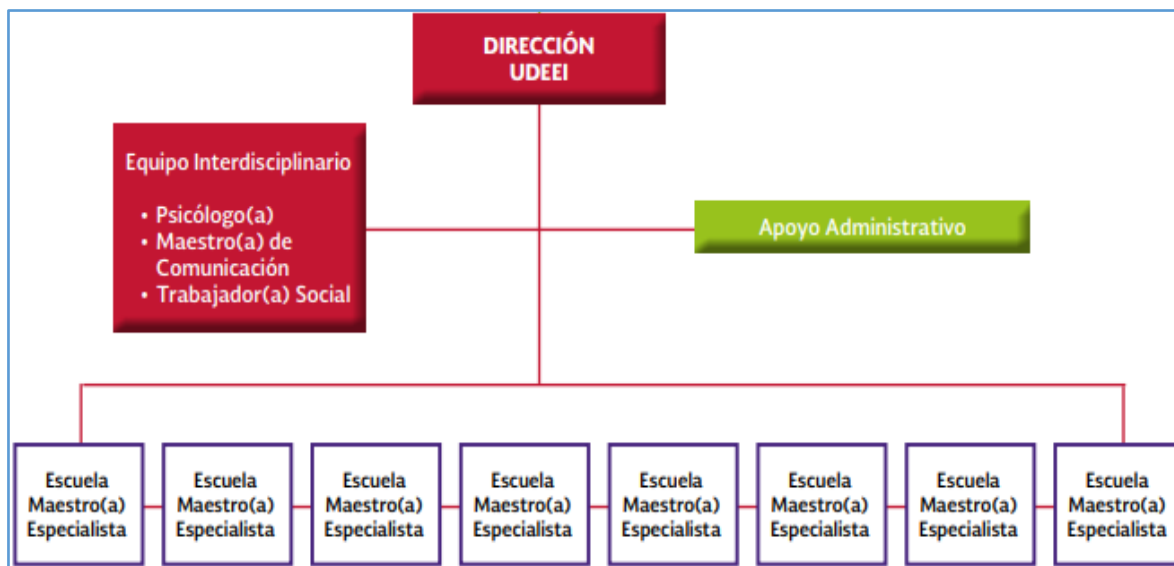 DIRECCIÓN
UDEEI
Equipo Interdisciplinario
• Psicólogo(a)
• Maestro(a) de
Comunicación
• Trabajador(a) Social
Apoyo Administrativo
Escuela
Maestro(a)
Especialista
Escuela
Maestro(a)
Especialista
Escuela
Maestro(a)
Especialista
Escuela
Maestro(a)
Especialista
Escuela
Maestro(a)
Especialista
Escuela
Maestro(a)
Especialista
Escuela
Maestro(a)
Especialista
Escuela
Maestro(a)
Especialista